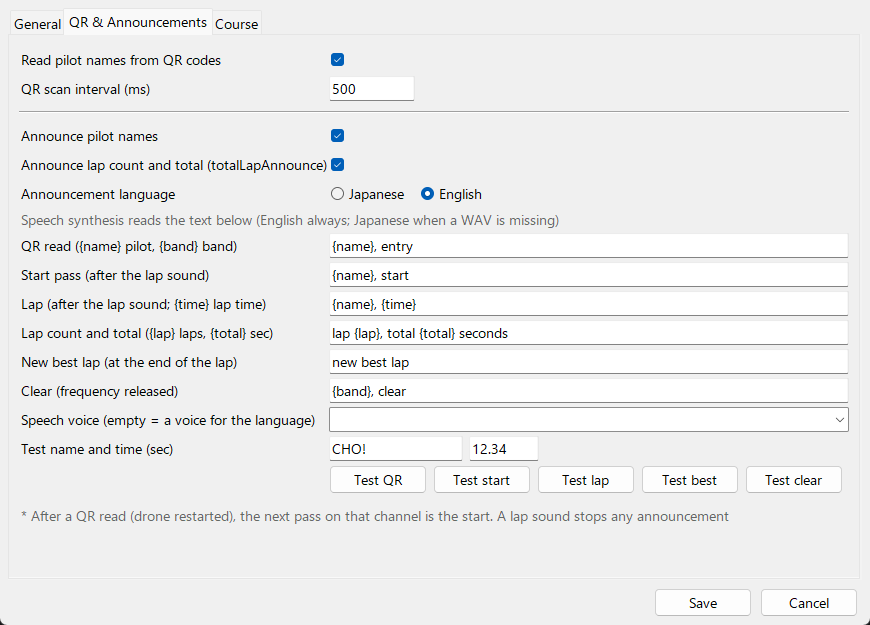 General QR & Announcements Course
Read pilot names from QR codes
QR scan interval (ms) 500
Announce pilot names
Announce lap count and total (totalLapAnnounce)
Announcement language Japanese English
Speech synthesis reads the text below (English always; Japanese when a WAV is missing)
QR read ({name} pilot, {band} band) {name}, entry
Start pass (after the lap sound) {name}, start
Lap (after the lap sound; {time} lap time) {name}, {time}
Lap count and total ({lap} laps, {total} sec) lap {lap}, total {total} seconds
New best lap (at the end of the lap) new best lap
Clear (frequency released) {band}, clear
Speech voice (empty = a voice for the language)
Test name and time (sec) CHO! 12.34
Test QR Test start Test lap Test best Test clear
* After a QR read (drone restarted), the next pass on that channel is the start. A lap sound stops any announcement
Save Cancel